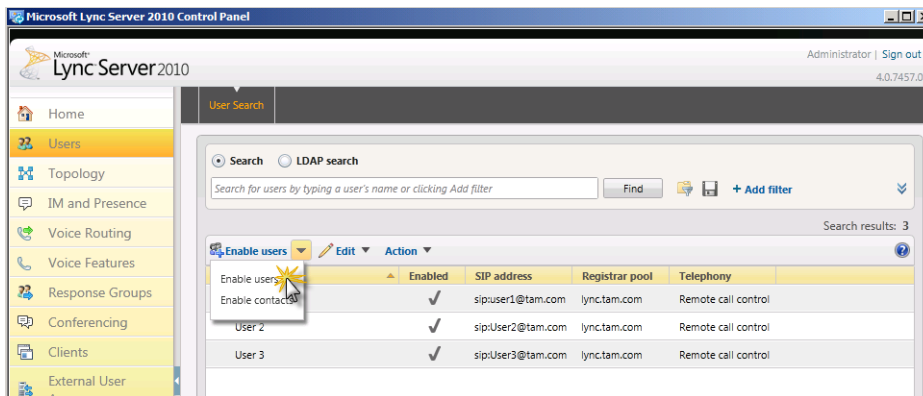 Microsoft Lync Server 2010 Control Panel
Microsoft
Lync Server 2010
Administrator | Sign out
4.0.7457.0
Home
Users
Topology
IM and Presence
Voice Routing
Voice Features
Response Groups
Conferencing
Clients
External User
User Search
Search LDAP search
Search for users by typing a user's name or clicking Add filter Find + Add filter
Search results: 3
Enable users Edit Action
Enable users
Enable contacts
Enabled SIP address Registrar pool Telephony
sip:user1@tam.com lync.tam.com Remote call control
User 2 sip:User2@tam.com lync.tam.com Remote call control
User 3 sip:User3@tam.com lync.tam.com Remote call control